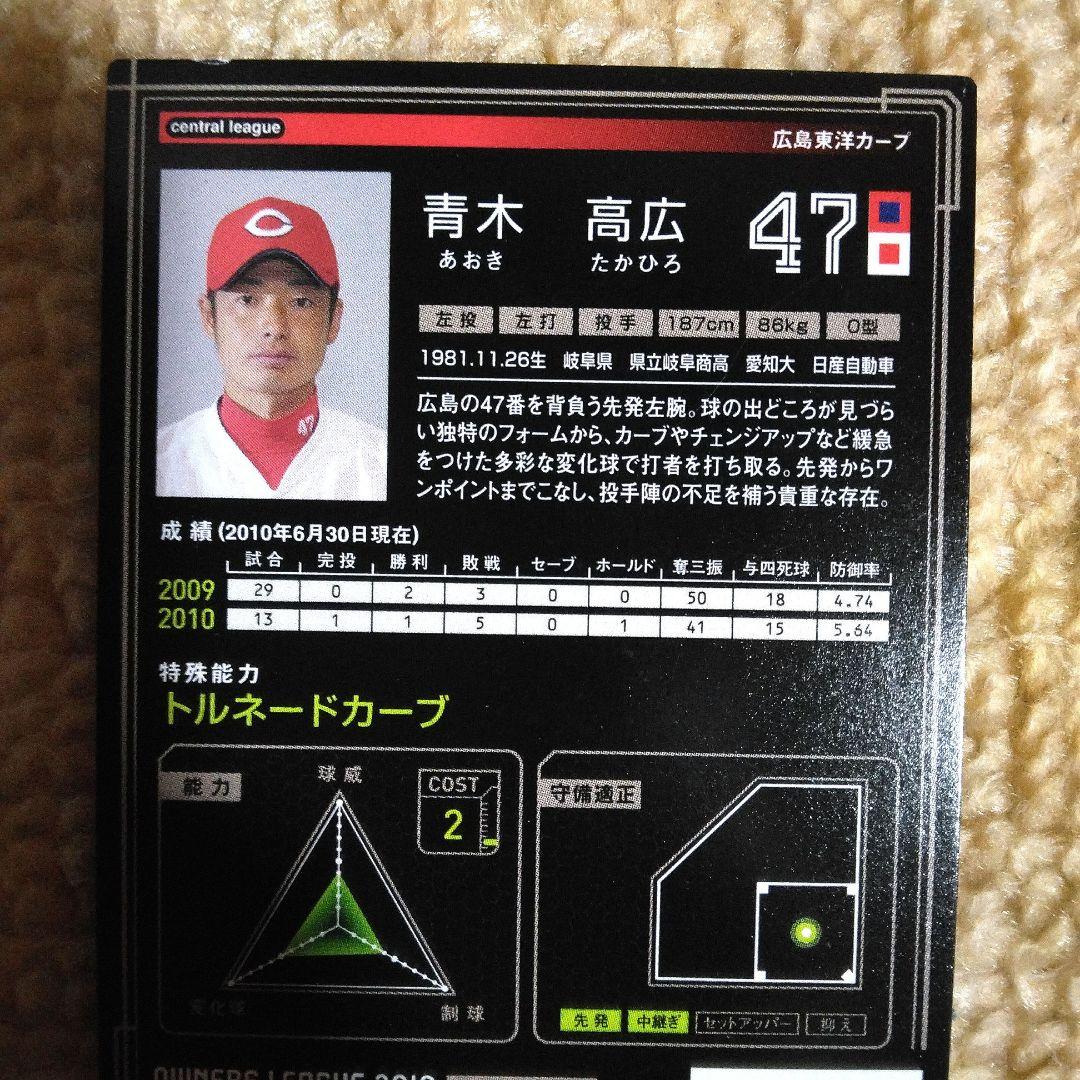 central league
広島東洋カープ
青木 高広 47
あおき たかひろ
左投 左打 投手 187cm 86kg O型
1981.11.26生 岐阜県 県立岐阜商高 愛知大 日産自動車
広島の47番を背負う先発左腕。球の出どころが見づら
い独特のフォームから、カーブやチェンジアップなど緩急
をつけた多彩な変化球で打者を打ち取る。先発からワ
ンポイントまでこなし、投手陣の不足を補う貴重な存在。
47
成績(2010年6月30日現在)
試合 完投 勝利 敗戦 セーブ ホールド 奪三振 与四死球 防御率
2009 29 0 2 3 0 0 50 18 4.74
2010 13 1 1 5 0 1 41 15 5.64
特殊能力
トルネードカーブ
能力
球威
COST
2
変化球
制球
守備適正
先発 中継ぎ セットアッパー 抑え
OWNERS LEAGUE 2010